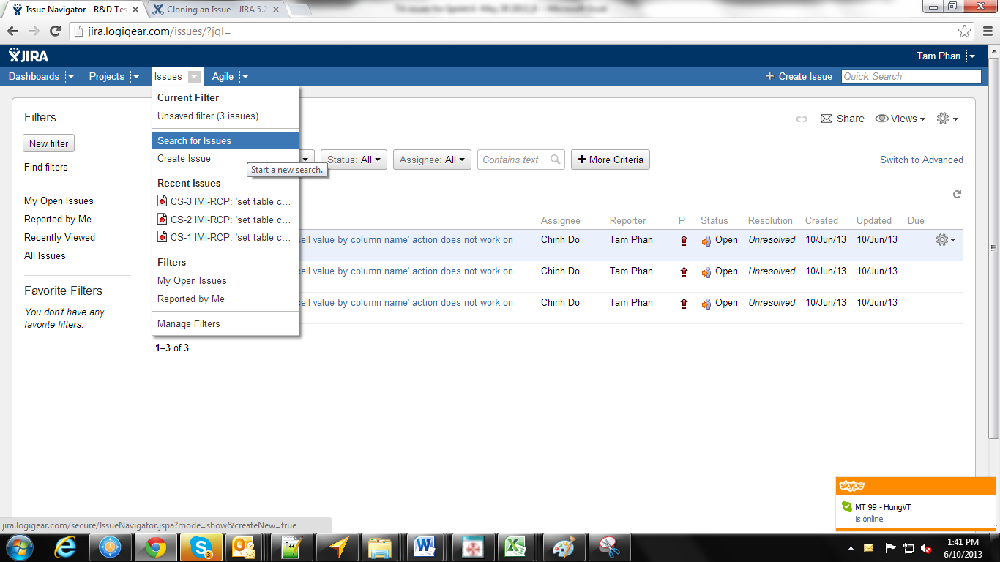 Issue Navigator - R&D Tes
Cloning an Issue - JIRA 5.2
jira.logigear.com/issues/?jql=
JIRA
Tam Phan
Dashboards Projects Issues Agile
Create Issue Quick Search
Filters
New filter
Find filters
My Open Issues
Reported by Me
Recently Viewed
All Issues
Favorite Filters
You don't have any
favorite filters.
Current Filter
Unsaved filter (3 issues)
Search for Issues
Create Issue
Start a new search.
Recent Issues
CS-3 IMI-RCP: 'set table c...
CS-2 IMI-RCP: 'set table c...
CS-1 IMI-RCP: 'set table c...
Filters
My Open Issues
Reported by Me
Manage Filters
Share Views
Status: All Assignee: All Contains text + More Criteria Switch to Advanced
Assignee Reporter P Status Resolution Created Updated Due
cell value by column name' action does not work on Chinh Do Tam Phan Open Unresolved 10/Jun/13 10/Jun/13
cell value by column name' action does not work on Chinh Do Tam Phan Open Unresolved 10/Jun/13 10/Jun/13
cell value by column name' action does not work on Chinh Do Tam Phan Open Unresolved 10/Jun/13 10/Jun/13
1–3 of 3
skype
MT 99 - HungVT
is online
jira.logigear.com/secure/IssueNavigator.jspa?mode=show&createNew=true
3
n++
1:41 PM
6/10/2013